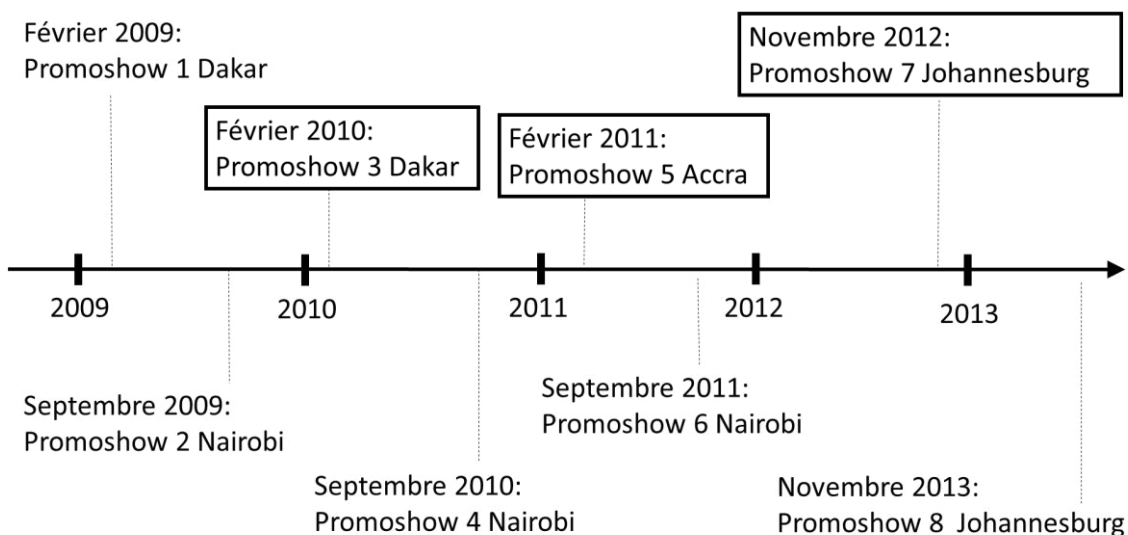 Février 2009:
Promoshow 1 Dakar
Novembre 2012:
Promoshow 7 Johannesburg
Février 2010:
Promoshow 3 Dakar
Février 2011:
Promoshow 5 Accra
2009
2010
2011
2012
2013
Septembre 2009:
Promoshow 2 Nairobi
Septembre 2011:
Promoshow 6 Nairobi
Septembre 2010:
Promoshow 4 Nairobi
Novembre 2013:
Promoshow 8  Johannesburg